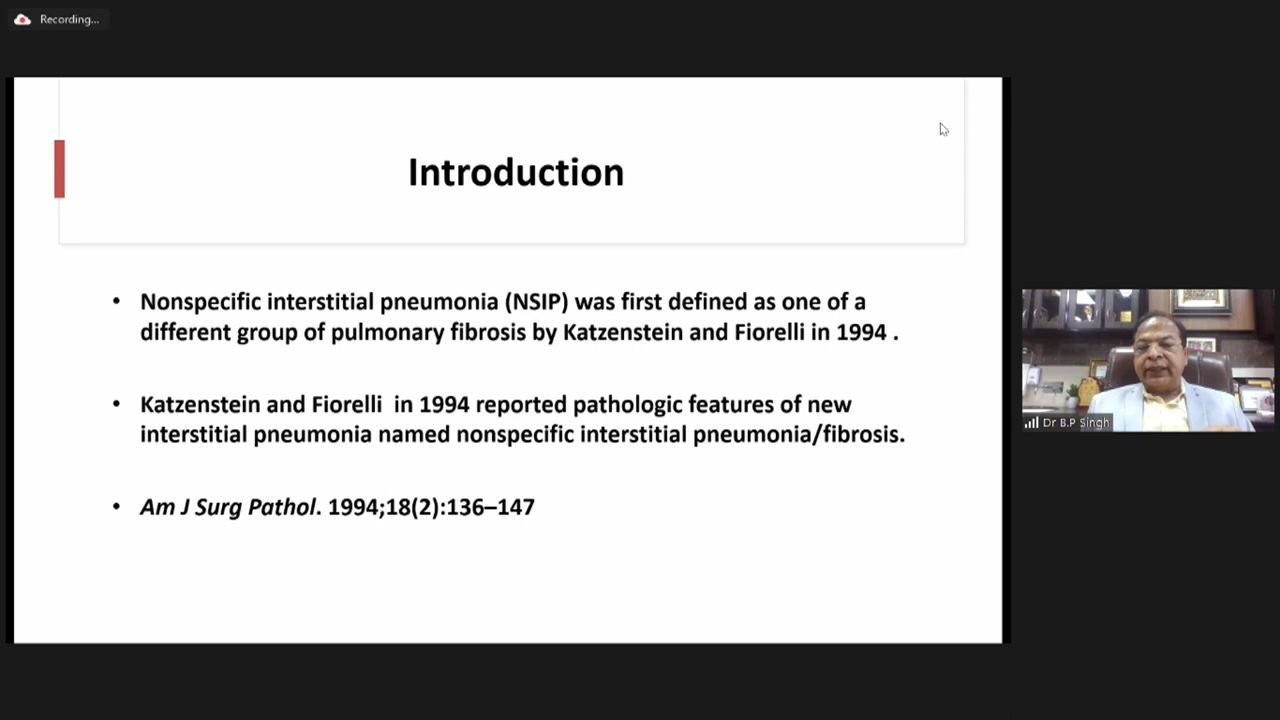 Recording...
Introduction
• Nonspecific interstitial pneumonia (NSIP) was first defined as one of a
different group of pulmonary fibrosis by Katzenstein and Fiorelli in 1994 .
• Katzenstein and Fiorelli  in 1994 reported pathologic features of new
interstitial pneumonia named nonspecific interstitial pneumonia/fibrosis.
• Am J Surg Pathol. 1994;18(2):136–147
Dr B.P Singh